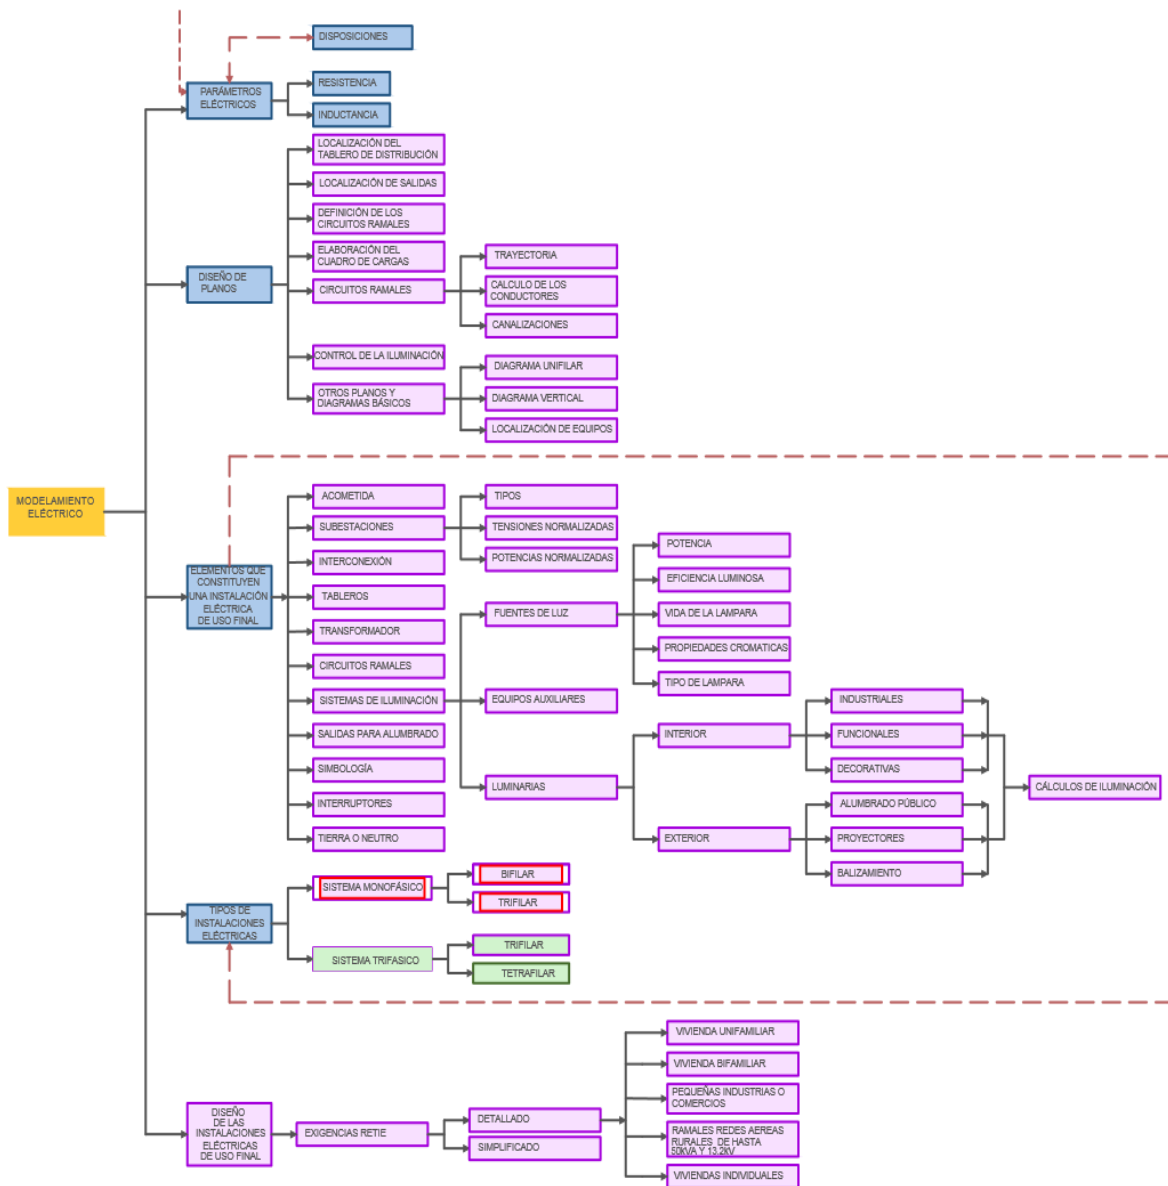 DISPOSICIONES
PARÁMETROS
ELÉCTRICOS
RESISTENCIA
INDUCTANCIA
LOCALIZACIÓN DEL
TABLERO DE DISTRIBUCIÓN
LOCALIZACIÓN DE SALIDAS
DEFINICIÓN DE LOS
CIRCUITOS RAMALES
ELABORACIÓN DEL
CUADRO DE CARGAS
DISEÑO DE
PLANOS
CIRCUITOS RAMALES
TRAYECTORIA
CALCULO DE LOS
CONDUCTORES
CANALIZACIONES
CONTROL DE LA ILUMINACIÓN
OTROS PLANOS Y
DIAGRAMAS BÁSICOS
DIAGRAMA UNIFILAR
DIAGRAMA VERTICAL
LOCALIZACIÓN DE EQUIPOS
MODELAMIENTO
ELÉCTRICO
ELEMENTOS QUE
CONSTITUYEN
UNA INSTALACIÓN
ELÉCTRICA
DE USO FINAL
ACOMETIDA
SUBESTACIONES
INTERCONEXIÓN
TABLEROS
TRANSFORMADOR
CIRCUITOS RAMALES
SISTEMAS DE ILUMINACIÓN
SALIDAS PARA ALUMBRADO
SIMBOLOGÍA
INTERRUPTORES
TIERRA O NEUTRO
TIPOS
TENSIONES NORMALIZADAS
POTENCIAS NORMALIZADAS
FUENTES DE LUZ
EQUIPOS AUXILIARES
LUMINARIAS
POTENCIA
EFICIENCIA LUMINOSA
VIDA DE LA LAMPARA
PROPIEDADES CROMATICAS
TIPO DE LAMPARA
INTERIOR
EXTERIOR
INDUSTRIALES
FUNCIONALES
DECORATIVAS
ALUMBRADO PÚBLICO
PROYECTORES
BALIZAMIENTO
CÁLCULOS DE ILUMINACIÓN
TIPOS DE
INSTALACIONES
ELÉCTRICAS
SISTEMA MONOFÁSICO
BIFILAR
TRIFILAR
SISTEMA TRIFASICO
TRIFILAR
TETRAFILAR
DISEÑO
DE LAS
INSTALACIONES
ELÉCTRICAS
DE USO FINAL
EXIGENCIAS RETIE
DETALLADO
SIMPLIFICADO
VIVIENDA UNIFAMILIAR
VIVIENDA BIFAMILIAR
PEQUEÑAS INDUSTRIAS O
COMERCIOS
RAMALES REDES AEREAS
RURALES DE HASTA
50kVA Y 13.2kV
VIVIENDAS INDIVIDUALES